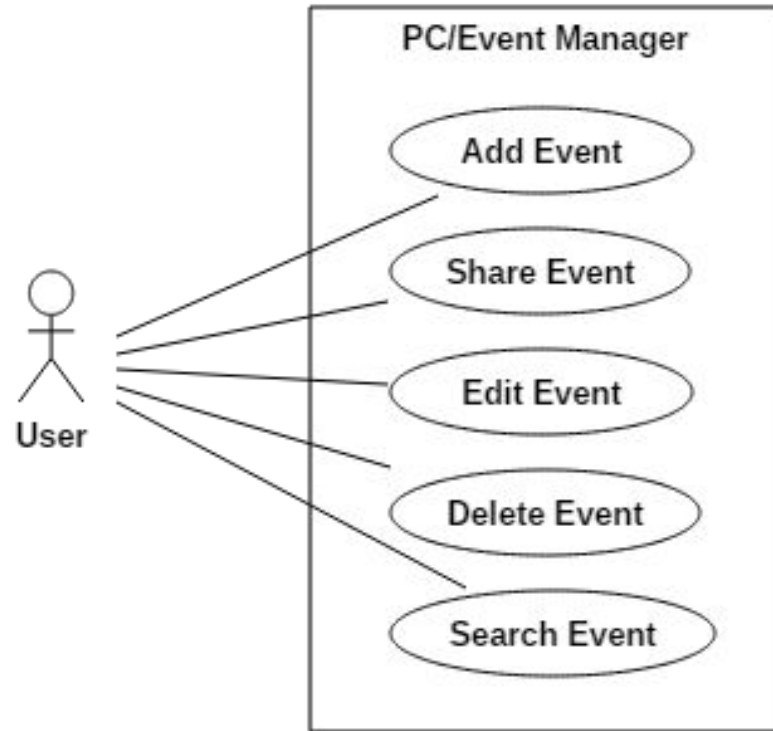 PC/Event Manager
Add Event
Share Event
Edit Event
User
Delete Event
Search Event